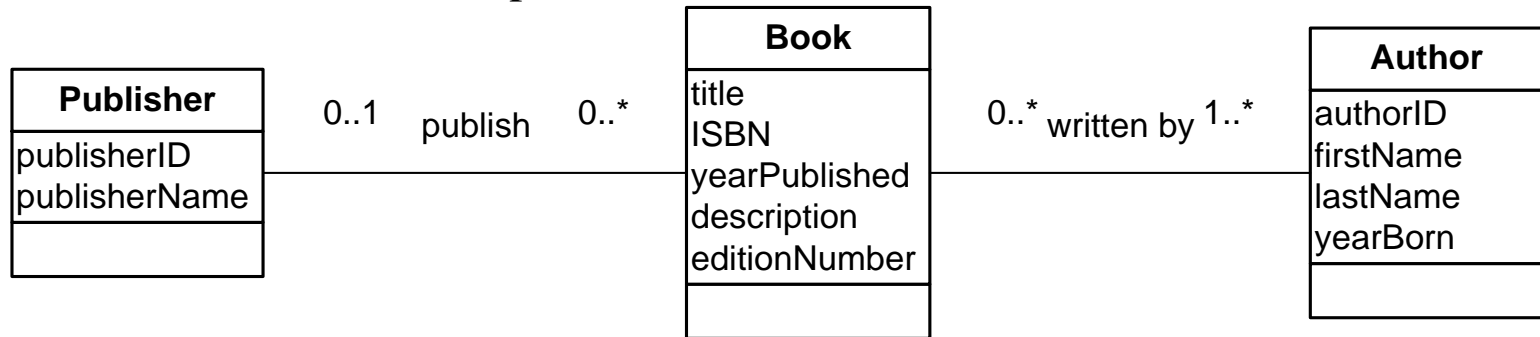 Publisher
publisherID
publisherName
0..1
publish
0..*
Book
title
ISBN
yearPublished
description
editionNumber
0..*
written by
1..*
Author
authorID
firstName
lastName
yearBorn